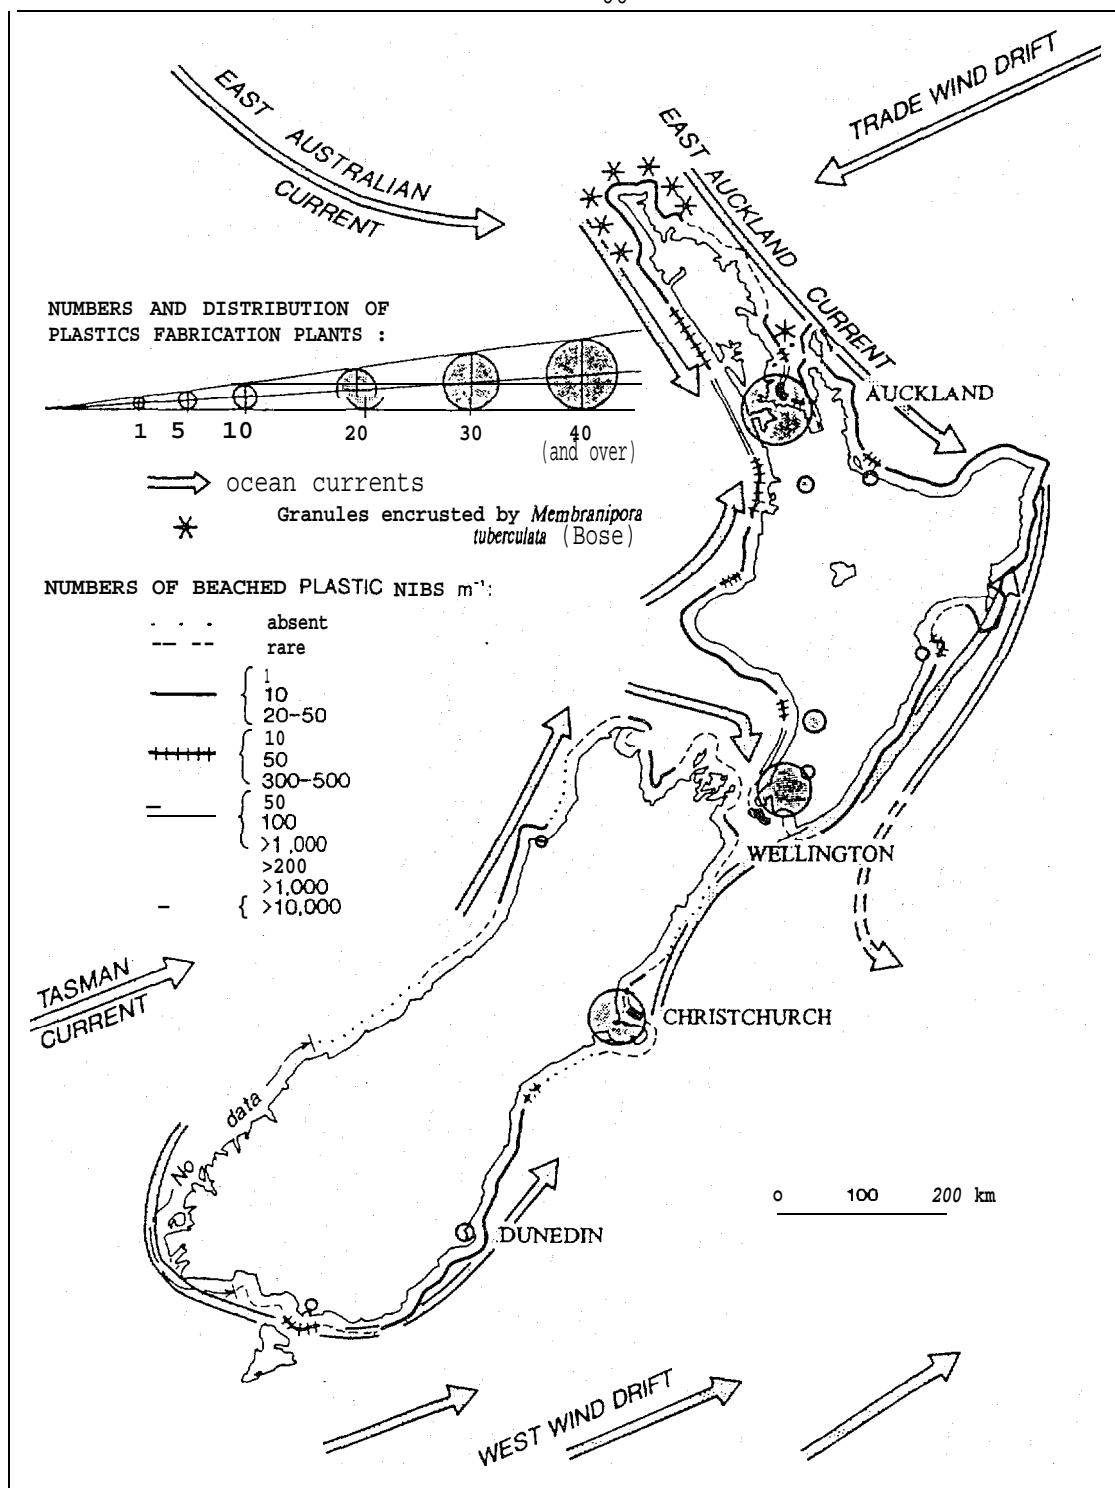 EAST AUSTRALIAN
CURRENT
TRADE WIND DRIFT
EAST AUCKLAND CURRENT
NUMBERS AND DISTRIBUTION OF
PLASTICS FABRICATION PLANTS :
1 5 10 20 30 40
(and over)
AUCKLAND
ocean currents
Granules encrusted by Membranipora
tuberculata (Bose)
NUMBERS OF BEACHED PLASTIC NIBS m⁻¹:
absent
rare
1
10
20-50
10
50
300-500
50
100
>1,000
>200
>1,000
>10,000
WELLINGTON
TASMAN
CURRENT
CHRISTCHURCH
No data
0 100 200 km
DUNEDIN
WEST WIND DRIFT